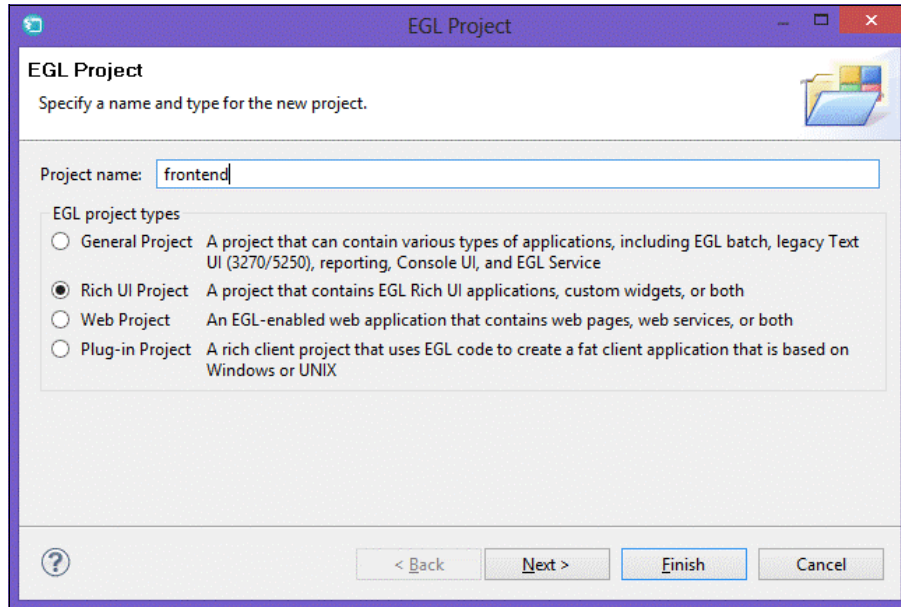 EGL Project
EGL Project
Specify a name and type for the new project.
Project name: frontend
EGL project types
General Project A project that can contain various types of applications, including EGL batch, legacy Text
UI (3270/5250), reporting, Console UI, and EGL Service
Rich UI Project A project that contains EGL Rich UI applications, custom widgets, or both
Web Project An EGL-enabled web application that contains web pages, web services, or both
Plug-in Project A rich client project that uses EGL code to create a fat client application that is based on
Windows or UNIX
?
< Back Next > Finish Cancel